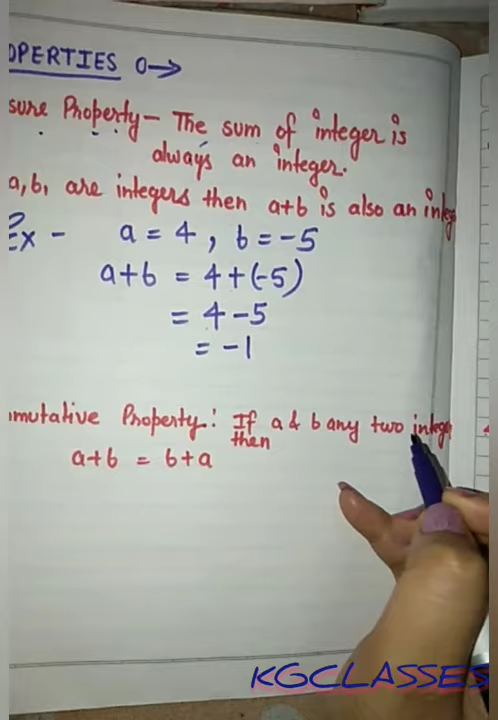 OPERTIES o→
sure Property- The sum of integer is
always an integer.
a, b, are integers then a+b is also an integ
Ex - a = 4 , b = -5
a+b = 4+(-5)
= 4 -5
= -1
mutative Property: If a & b any two integ
then
a+b = b+a
KGCLASSES